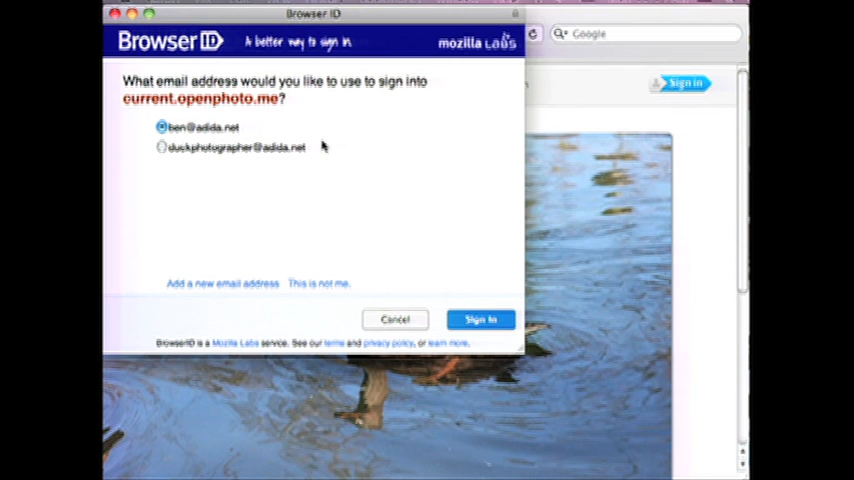 Browser ID
Browser ID A better way to sign in. mozilla LABS
Google
What email address would you like to use to sign into
current.openphoto.me?
Sign in
ben@adida.net
duckphotographer@adida.net
Add a new email address This is not me.
Cancel Sign In
BrowserID is a Mozilla Labs service. See our terms and privacy policy, or learn more.